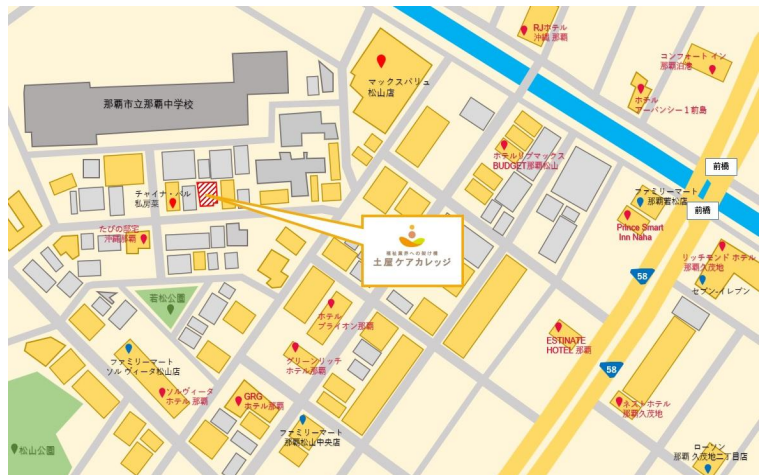 RJホテル
沖縄 那覇
コンフォート イン
那覇泊港
マックスバリュ
松山店
ホテル
アーバンシー1前島
那覇市立那覇中学校
ホテルリブマックス
BUDGET那覇松山
前橋
ファミリーマート
那覇若松店
前橋
チャイナ・バル
私房菜
Prince Smart
Inn Naha
たびの邸宅
沖縄那覇
福祉業界への架け橋
土屋ケアカレッジ
リッチモンド ホテル
那覇久茂地
58
セブン-イレブン
若松公園
ホテル
ブライオン那覇
ESTINATE
HOTEL 那覇
ファミリーマート
ソル ヴィータ松山店
グリーンリッチ
ホテル那覇
58
ソルヴィータ
ホテル 那覇
GRG
ホテル那覇
ネストホテル
那覇久茂地
ファミリーマート
那覇松山中央店
松山公園
ローソン
那覇 久茂地二丁目店